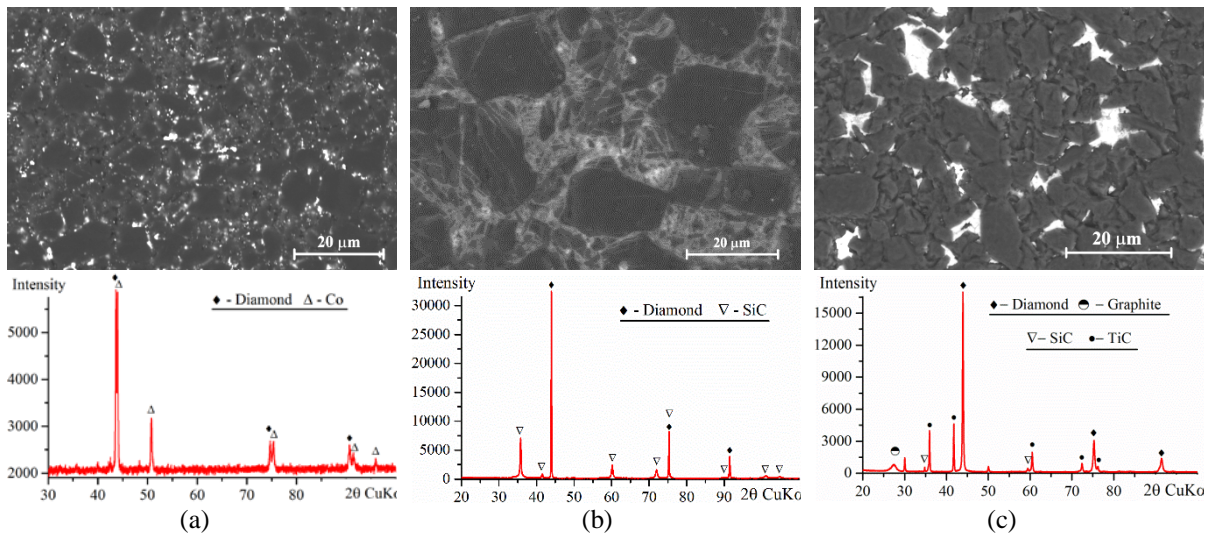 20 μm
20 μm
20 μm
Intensity
♦ - Diamond Δ - Co
5000
4000
3000
2000
30 40 50 60 70 80 2θ CuKα
(a)
Intensity
♦ - Diamond ▽ - SiC
30000
25000
20000
15000
10000
5000
0
20 30 40 50 60 70 80 90 2θ CuKα
(b)
Intensity
♦ – Diamond ◒ – Graphite
▽ – SiC • – TiC
15000
12000
9000
6000
3000
0
20 30 40 50 60 70 80 2θ CuKα
(c)